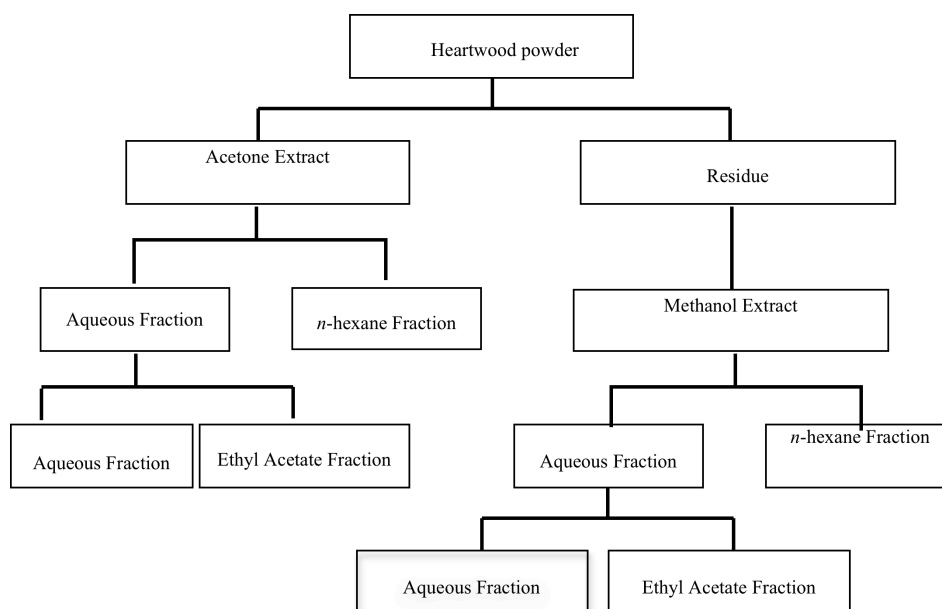 Heartwood powder
Acetone Extract
Residue
Aqueous Fraction
n-hexane Fraction
Methanol Extract
Aqueous Fraction
Ethyl Acetate Fraction
Aqueous Fraction
n-hexane Fraction
Aqueous Fraction
Ethyl Acetate Fraction